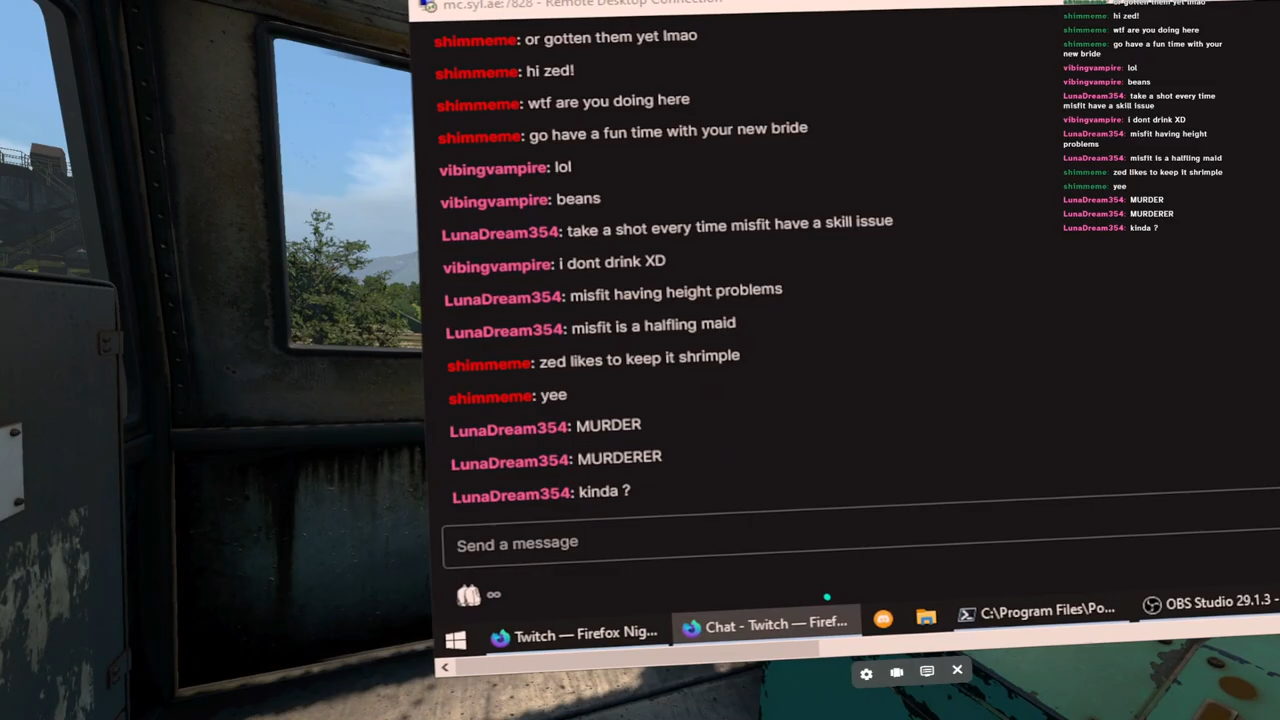 mc.syl.ae:7828 - Remote Desktop Connection
shimmeme: or gotten them yet lmao
shimmeme: hi zed!
shimmeme: wtf are you doing here
shimmeme: go have a fun time with your new bride
vibingvampire: lol
vibingvampire: beans
LunaDream354: take a shot every time misfit have a skill issue
vibingvampire: i dont drink XD
LunaDream354: misfit having height problems
LunaDream354: misfit is a halfling maid
shimmeme: zed likes to keep it shrimple
shimmeme: yee
LunaDream354: MURDER
LunaDream354: MURDERER
LunaDream354: kinda ?
Send a message
∞
Twitch — Firefox Nig...
Chat - Twitch — Firef...
C:\Program Files\Po...
OBS Studio 29.1.3 -
shimmeme: or gotten them yet lmao
shimmeme: hi zed!
shimmeme: wtf are you doing here
shimmeme: go have a fun time with your
new bride
vibingvampire: lol
vibingvampire: beans
LunaDream354: take a shot every time
misfit have a skill issue
vibingvampire: i dont drink XD
LunaDream354: misfit having height
problems
LunaDream354: misfit is a halfling maid
shimmeme: zed likes to keep it shrimple
shimmeme: yee
LunaDream354: MURDER
LunaDream354: MURDERER
LunaDream354: kinda ?